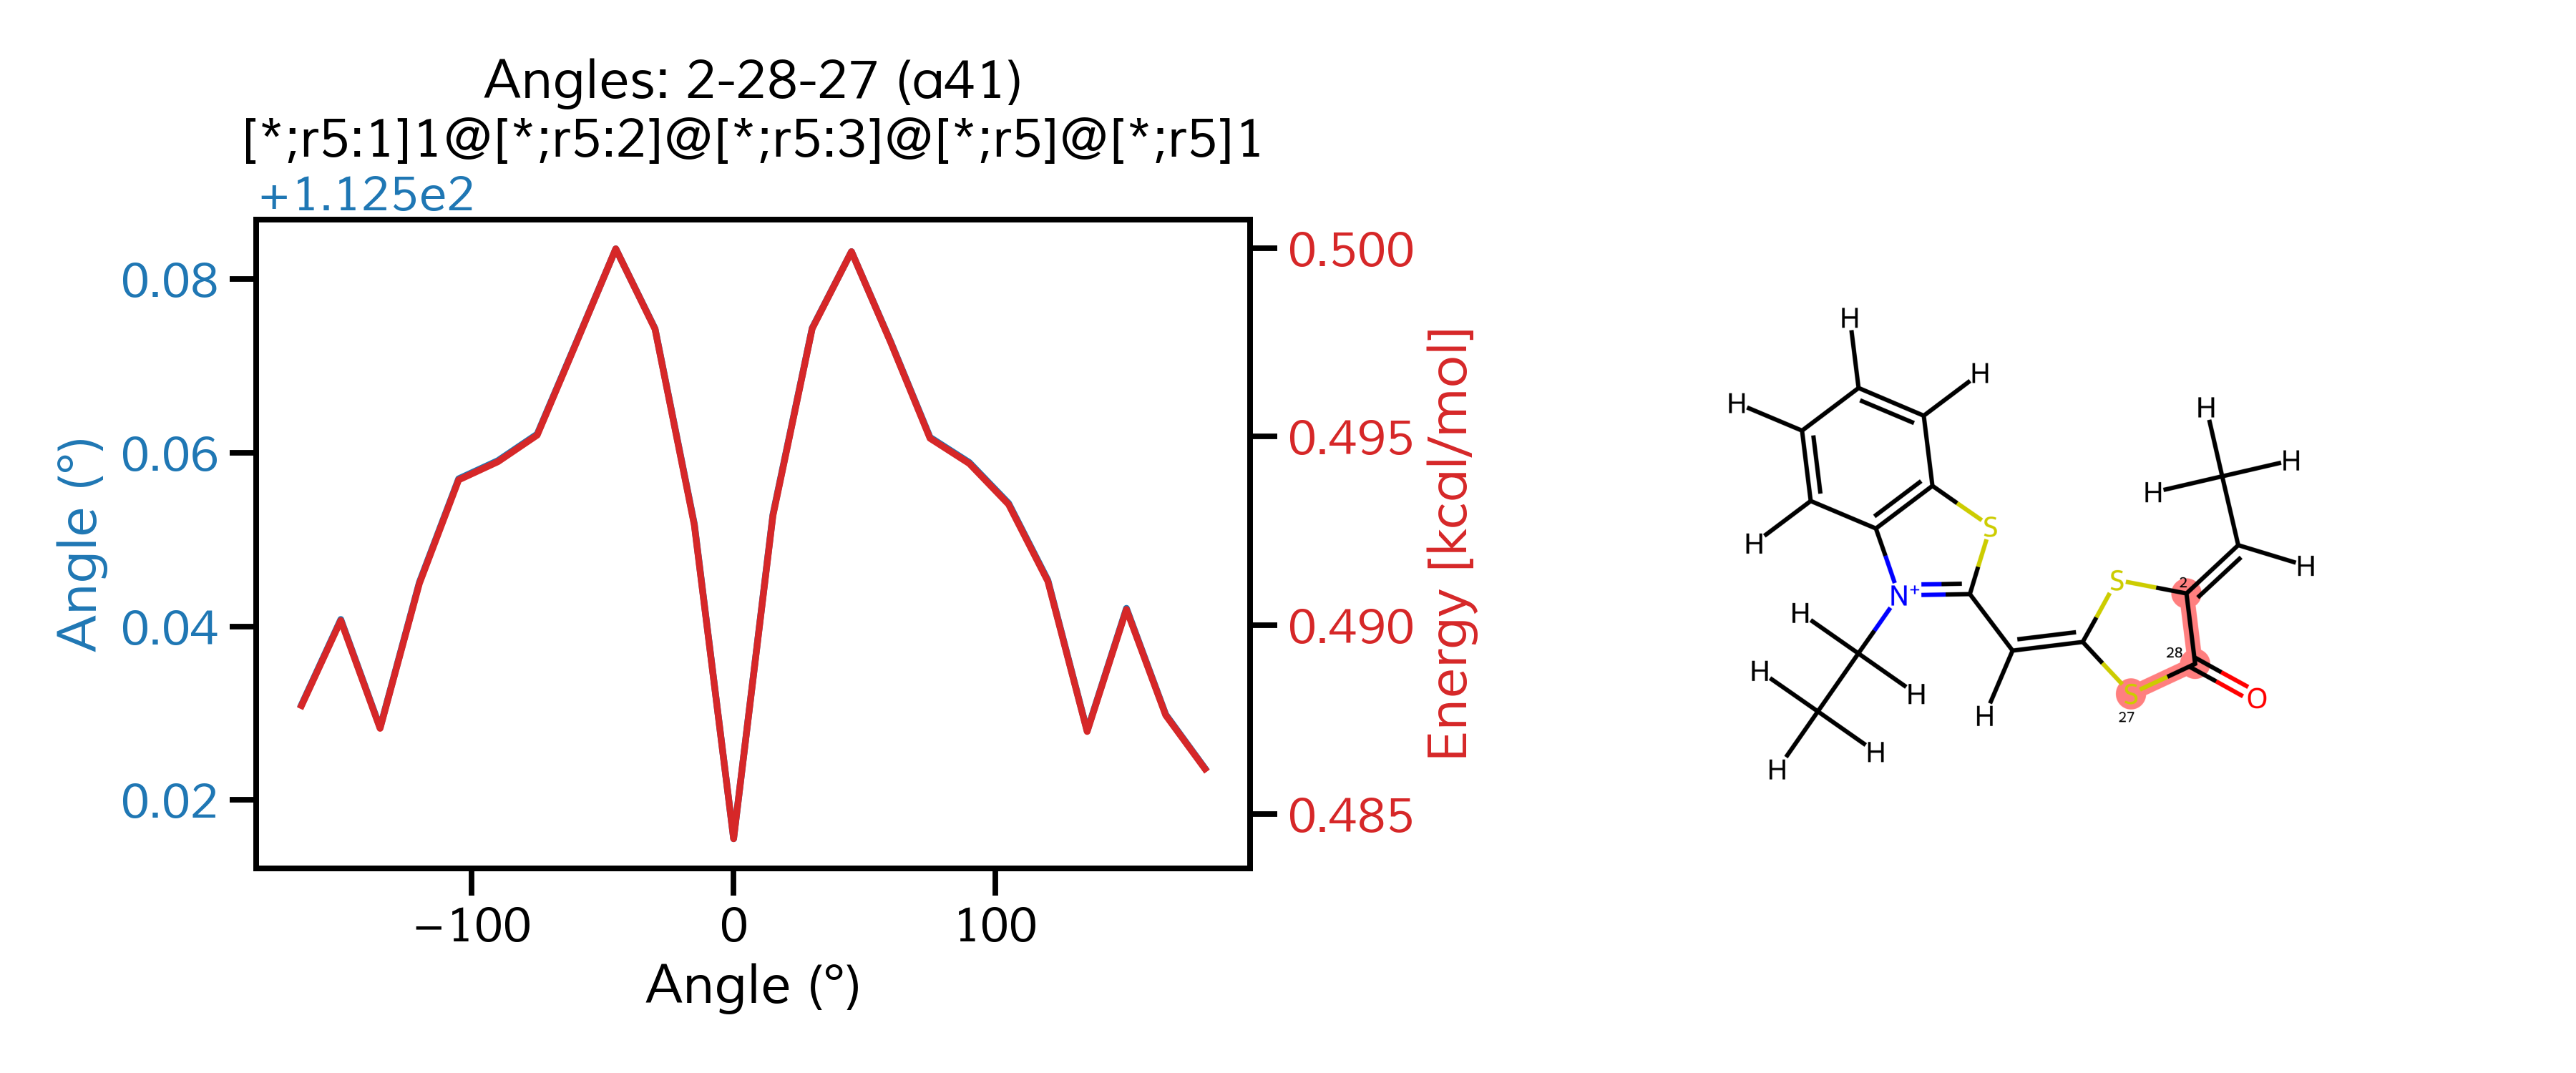 Angles: 2-28-27 (a41)
[*;r5:1]1@[*;r5:2]@[*;r5:3]@[*;r5]@[*;r5]1
+1.125e2
0.08
0.06
0.04
0.02
Angle (°)
0.500
0.495
0.490
0.485
Energy [kcal/mol]
−100
0
100
Angle (°)
H
H
H
H
H
H
H
S
H
H
S
2
N⁺
H
28
H
H
S
O
27
H
H
H